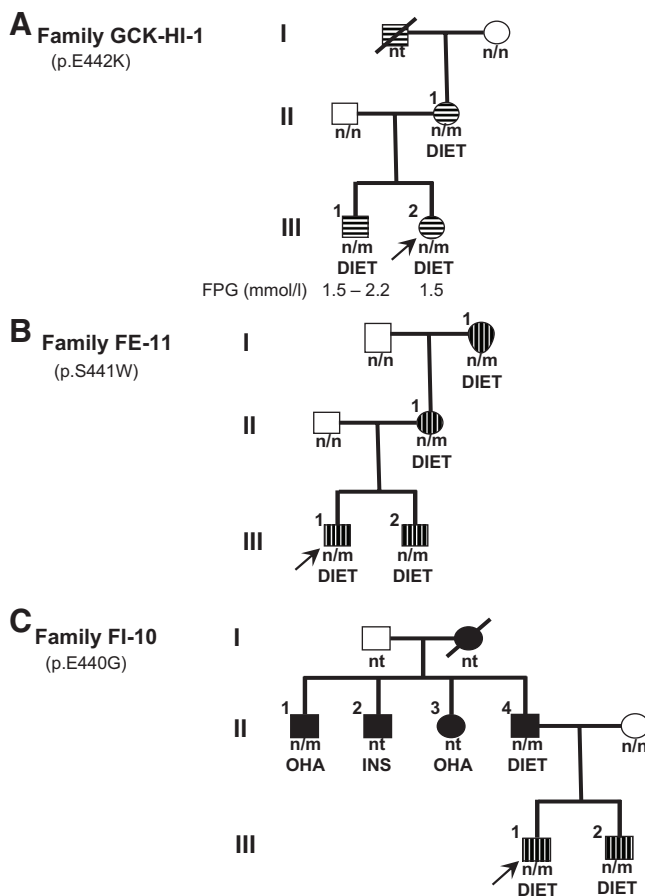 A Family GCK-HI-1
(p.E442K)
I
nt
n/n
II
1
n/n
n/m
DIET
III
1
2
n/m
n/m
DIET
DIET
FPG (mmol/l) 1.5 – 2.2 1.5
B Family FE-11
(p.S441W)
I
1
n/n
n/m
DIET
II
1
n/n
n/m
DIET
III
1
2
n/m
n/m
DIET
DIET
C Family FI-10
(p.E440G)
I
nt
nt
II
1
2
3
4
n/m
nt
nt
n/m
n/n
OHA
INS
OHA
DIET
III
1
2
n/m
n/m
DIET
DIET